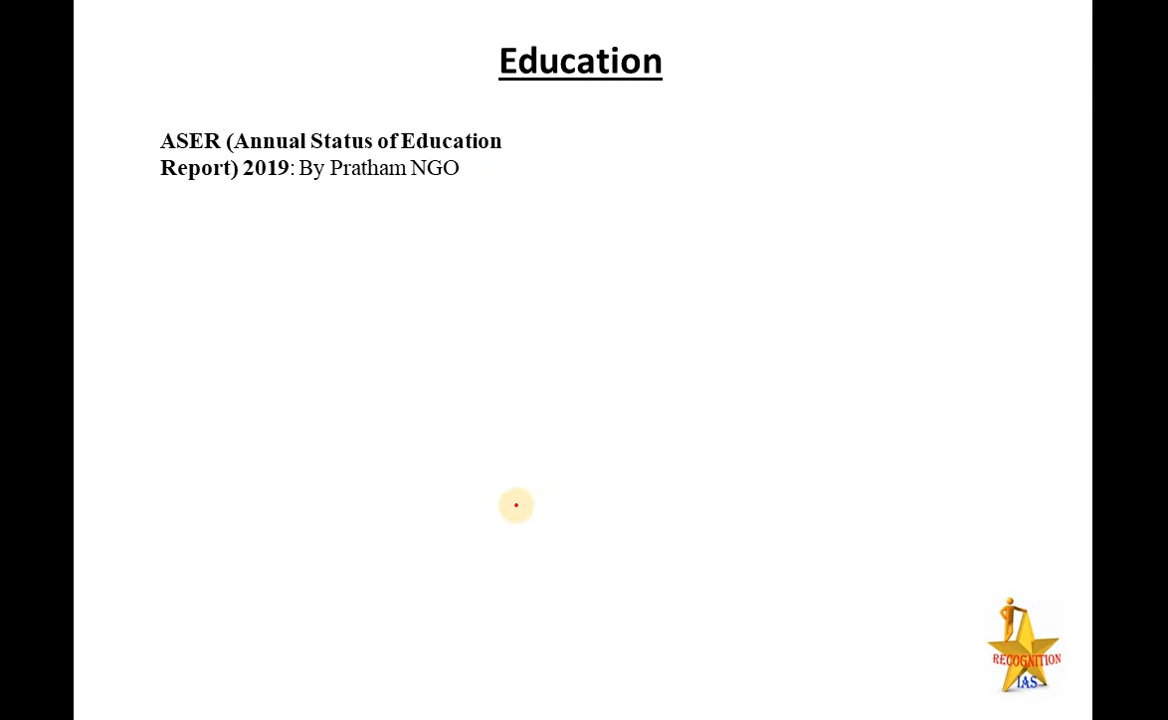 Education
ASER (Annual Status of Education
Report) 2019: By Pratham NGO
RECOGNITION
IAS